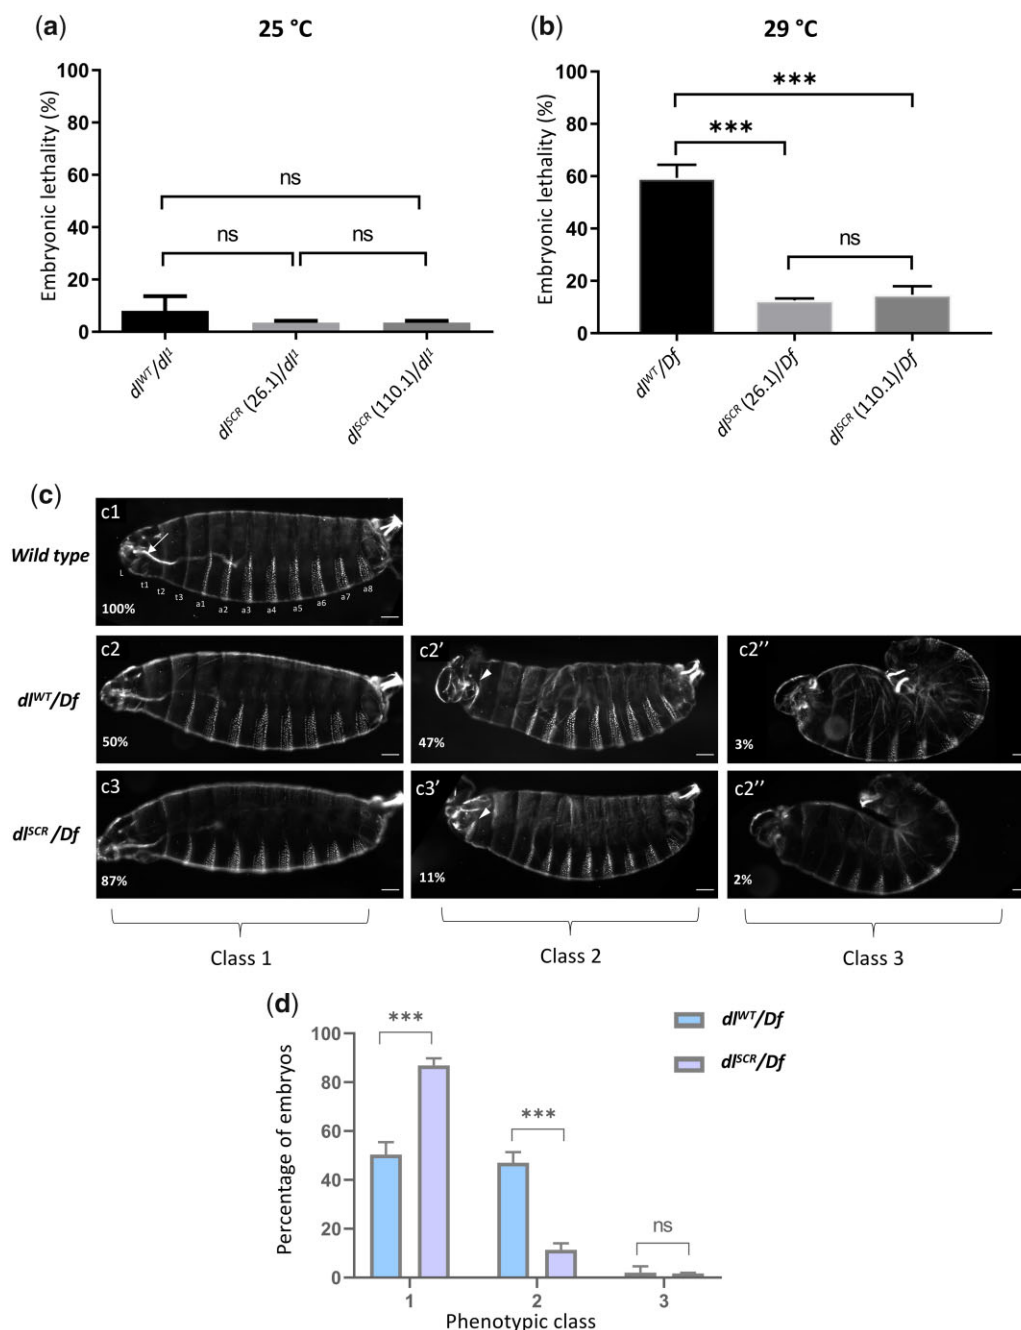 (a)
25 °C
Embryonic lethality (%)
100
80
60
40
20
0
ns
ns
ns
dl^WT/dl^1
dl^SCR (26.1)/dl^1
dl^SCR (110.1)/dl^1
(b)
29 °C
Embryonic lethality (%)
100
80
60
40
20
0
***
***
ns
dl^WT/Df
dl^SCR (26.1)/Df
dl^SCR (110.1)/Df
(c)
Wild type
c1
L t1 t2 t3 a1 a2 a3 a4 a5 a6 a7 a8
100%
dl^WT/Df
c2
50%
c2'
47%
c2''
3%
dl^SCR/Df
c3
87%
c3'
11%
c2''
2%
Class 1
Class 2
Class 3
(d)
Percentage of embryos
100
80
60
40
20
0
***
***
ns
1
2
3
Phenotypic class
dl^WT/Df
dl^SCR/Df